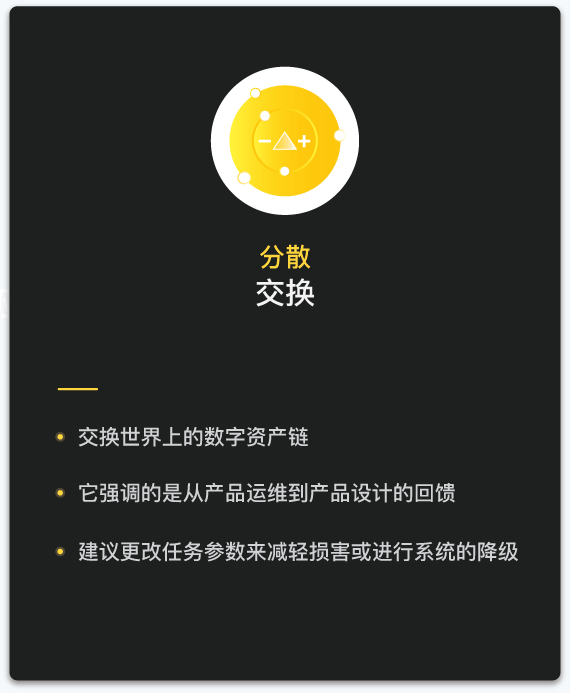 分散
交换
交换世界上的数字资产链
它强调的是从产品运维到产品设计的回馈
建议更改任务参数来减轻损害或进行系统的降级